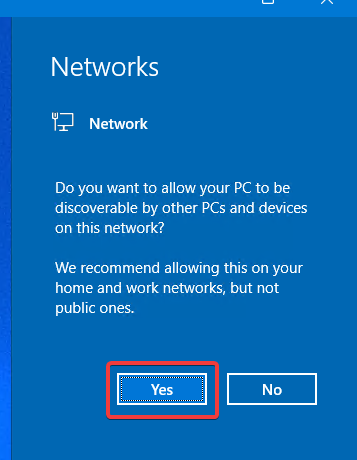 Networks
Network
Do you want to allow your PC to be
discoverable by other PCs and devices
on this network?
We recommend allowing this on your
home and work networks, but not
public ones.
Yes
No